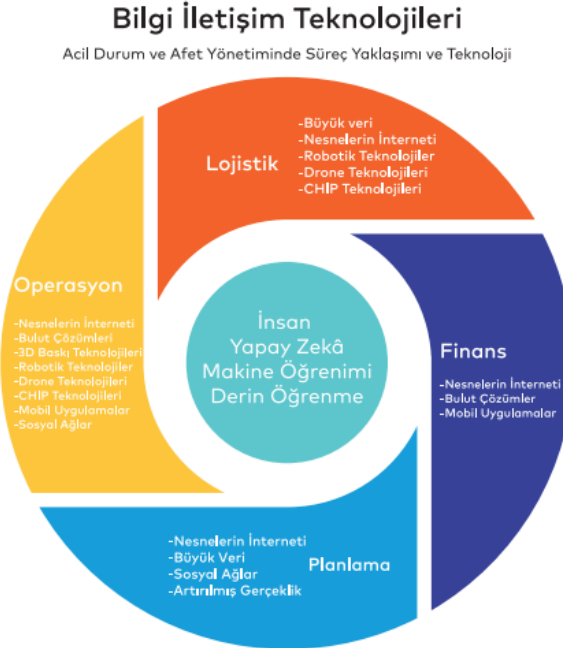 Bilgi İletişim Teknolojileri
Acil Durum ve Afet Yönetiminde Süreç Yaklaşımı ve Teknoloji
Lojistik
-Büyük veri
-Nesnelerin İnterneti
-Robotik Teknolojiler
-Drone Teknolojileri
-CHİP Teknolojileri
Operasyon
-Nesnelerin İnterneti
-Bulut Çözümleri
-3D Baskı Teknolojileri
-Robotik Teknolojiler
-Drone Teknolojileri
-CHİP Teknolojileri
-Mobil Uygulamalar
-Sosyal Ağlar
İnsan
Yapay Zekâ
Makine Öğrenimi
Derin Öğrenme
Finans
-Nesnelerin İnterneti
-Bulut Çözümler
-Mobil Uygulamalar
-Nesnelerin İnterneti
-Büyük Veri
-Sosyal Ağlar
-Artırılmış Gerçeklik
Planlama